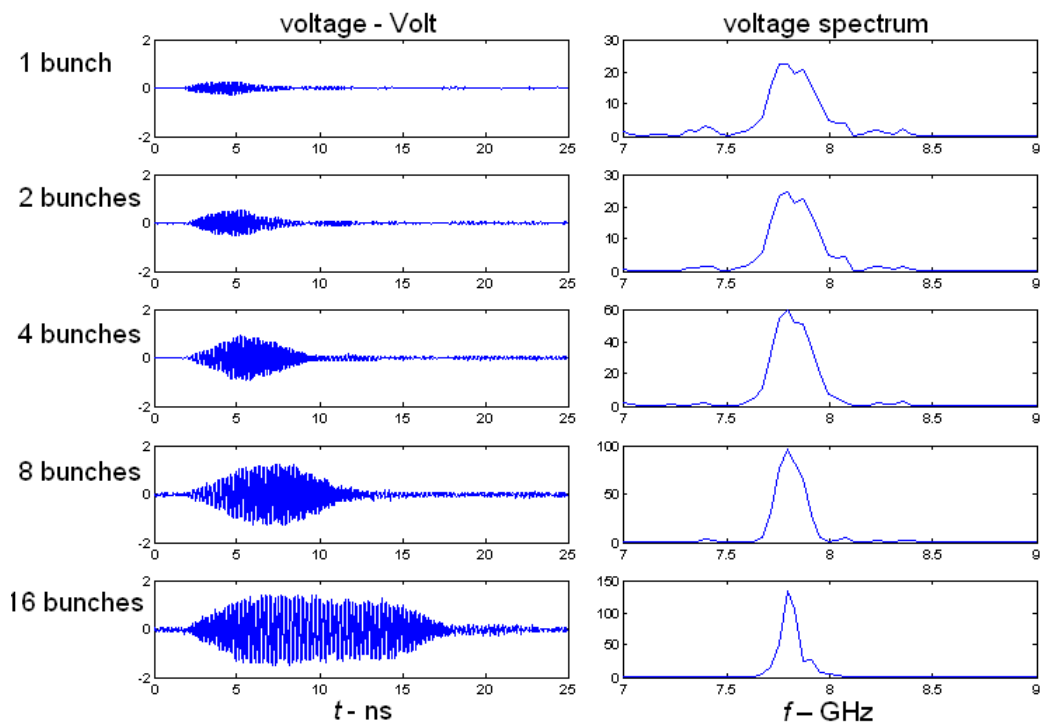 voltage - Volt
voltage spectrum
1 bunch
2
0
-2
0 5 10 15 20 25
30
20
10
0
7 7.5 8 8.5 9
2 bunches
2
0
-2
0 5 10 15 20 25
30
20
10
0
7 7.5 8 8.5 9
4 bunches
2
0
-2
0 5 10 15 20 25
60
40
20
0
7 7.5 8 8.5 9
8 bunches
2
0
-2
0 5 10 15 20 25
100
50
0
7 7.5 8 8.5 9
16 bunches
2
0
-2
0 5 10 15 20 25
150
100
50
0
7 7.5 8 8.5 9
t - ns
f – GHz